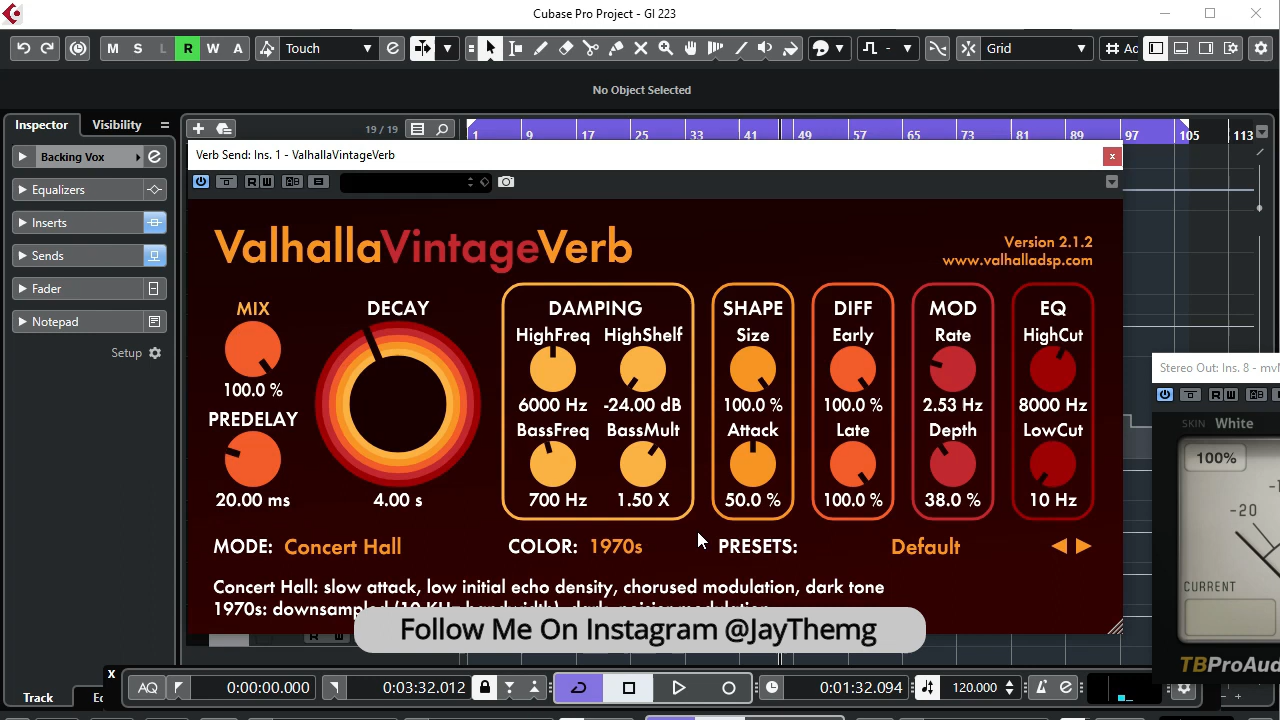 Cubase Pro Project - GI 223
M S L R W A Touch Grid
No Object Selected
Inspector Visibility 19 / 19 1 9 17 25 33 41 49 57 65 73 81 89 97 105 113
Backing Vox
Verb Send: Ins. 1 - ValhallaVintageVerb
Equalizers
Inserts
Sends
Fader
Notepad
Setup
ValhallaVintageVerb
Version 2.1.2
www.valhalladsp.com
MIX DECAY DAMPING SHAPE DIFF MOD EQ
HighFreq HighShelf Size Early Rate HighCut
100.0 % 6000 Hz -24.00 dB 100.0 % 100.0 % 2.53 Hz 8000 Hz
PREDELAY BassFreq BassMult Attack Late Depth LowCut
20.00 ms 4.00 s 700 Hz 1.50 X 50.0 % 100.0 % 38.0 % 10 Hz
MODE: Concert Hall COLOR: 1970s PRESETS: Default
Concert Hall: slow attack, low initial echo density, chorused modulation, dark tone
1970s: downsampled (10 KHz bandwidth), dark, noisier modulation
Follow Me On Instagram @JayThemg
Stereo Out: Ins. 8 - mvM
R W
SKIN White
100%
-20
CURRENT
TBProAud
Track
x AQ 0:00:00.000 0:03:32.012 0:01:32.094 120.000